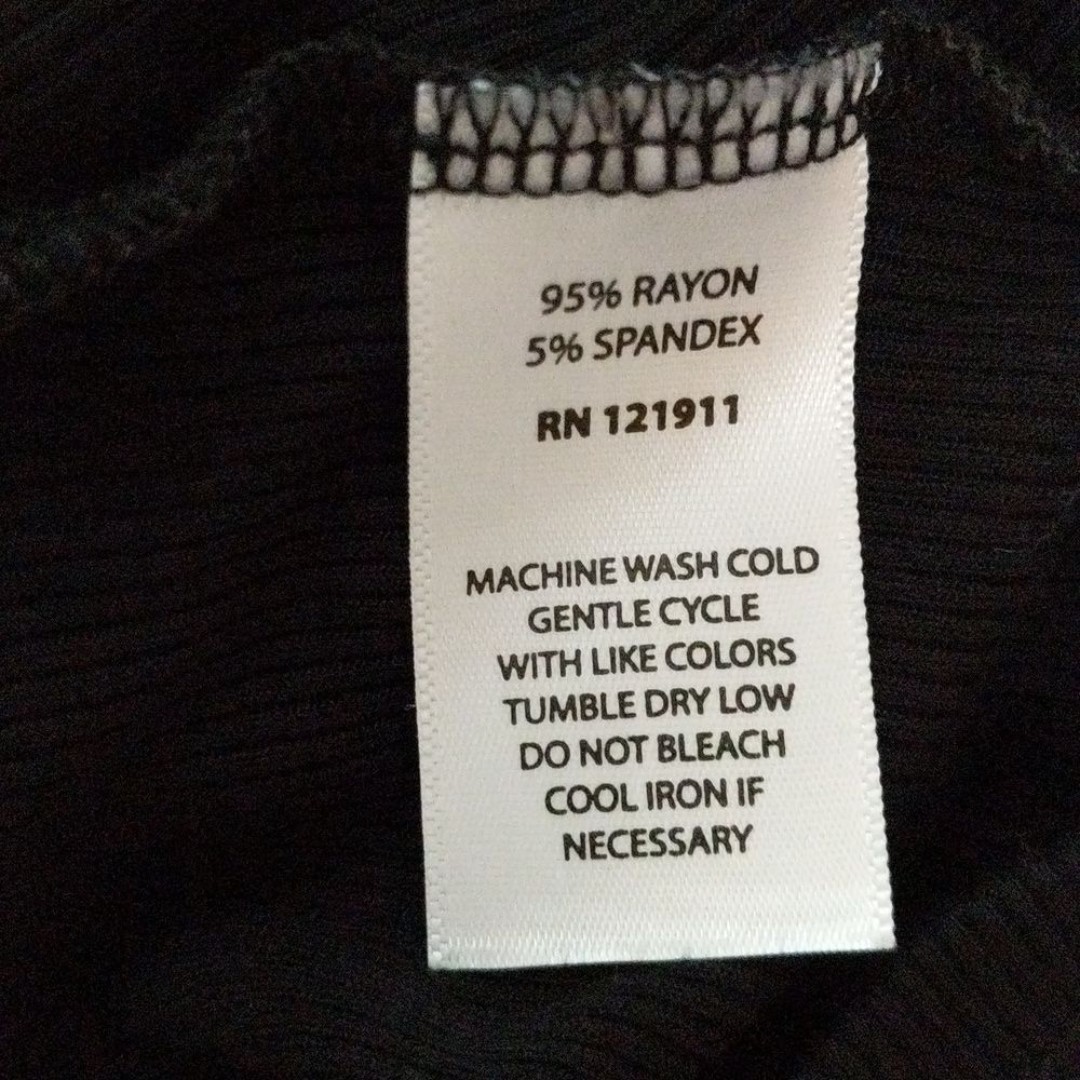 95% RAYON
5% SPANDEX
RN 121911
MACHINE WASH COLD
GENTLE CYCLE
WITH LIKE COLORS
TUMBLE DRY LOW
DO NOT BLEACH
COOL IRON IF
NECESSARY